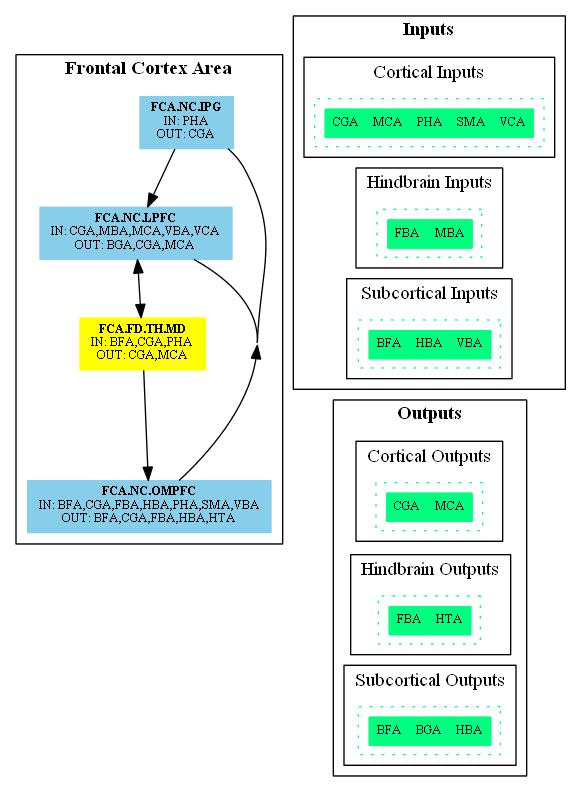 Frontal Cortex Area
FCA.NC.IPG
IN: PHA
OUT: CGA
FCA.NC.LPFC
IN: CGA,MBA,MCA,VBA,VCA
OUT: BGA,CGA,MCA
FCA.FD.TH.MD
IN: BFA,CGA,PHA
OUT: CGA,MCA
FCA.NC.OMPFC
IN: BFA,CGA,FBA,HBA,PHA,SMA,VBA
OUT: BFA,CGA,FBA,HBA,HTA
Inputs
Cortical Inputs
CGA MCA PHA SMA VCA
Hindbrain Inputs
FBA MBA
Subcortical Inputs
BFA HBA VBA
Outputs
Cortical Outputs
CGA MCA
Hindbrain Outputs
FBA HTA
Subcortical Outputs
BFA BGA HBA